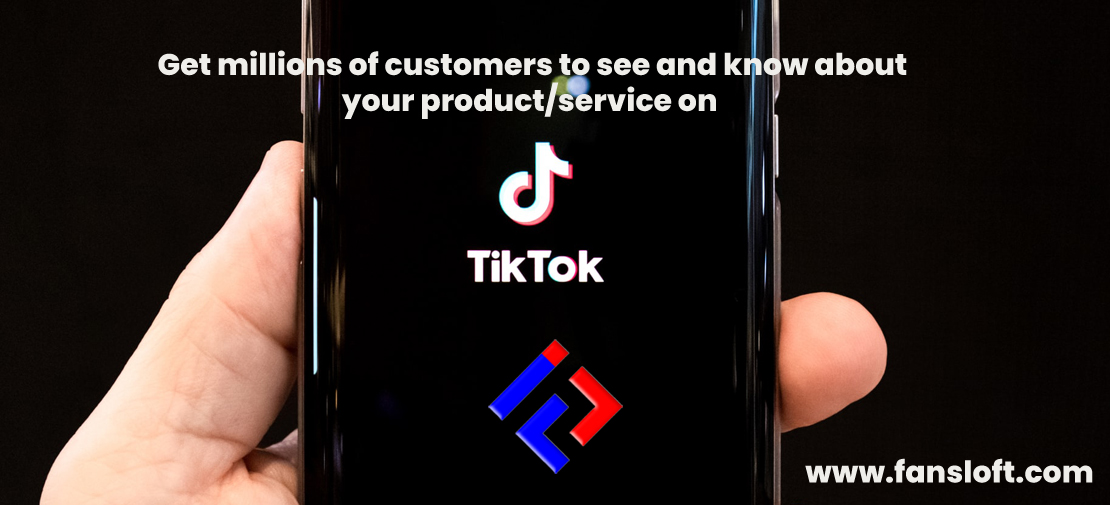 Get millions of customers to see and know about
your product/service on
TikTok
www.fansloft.com